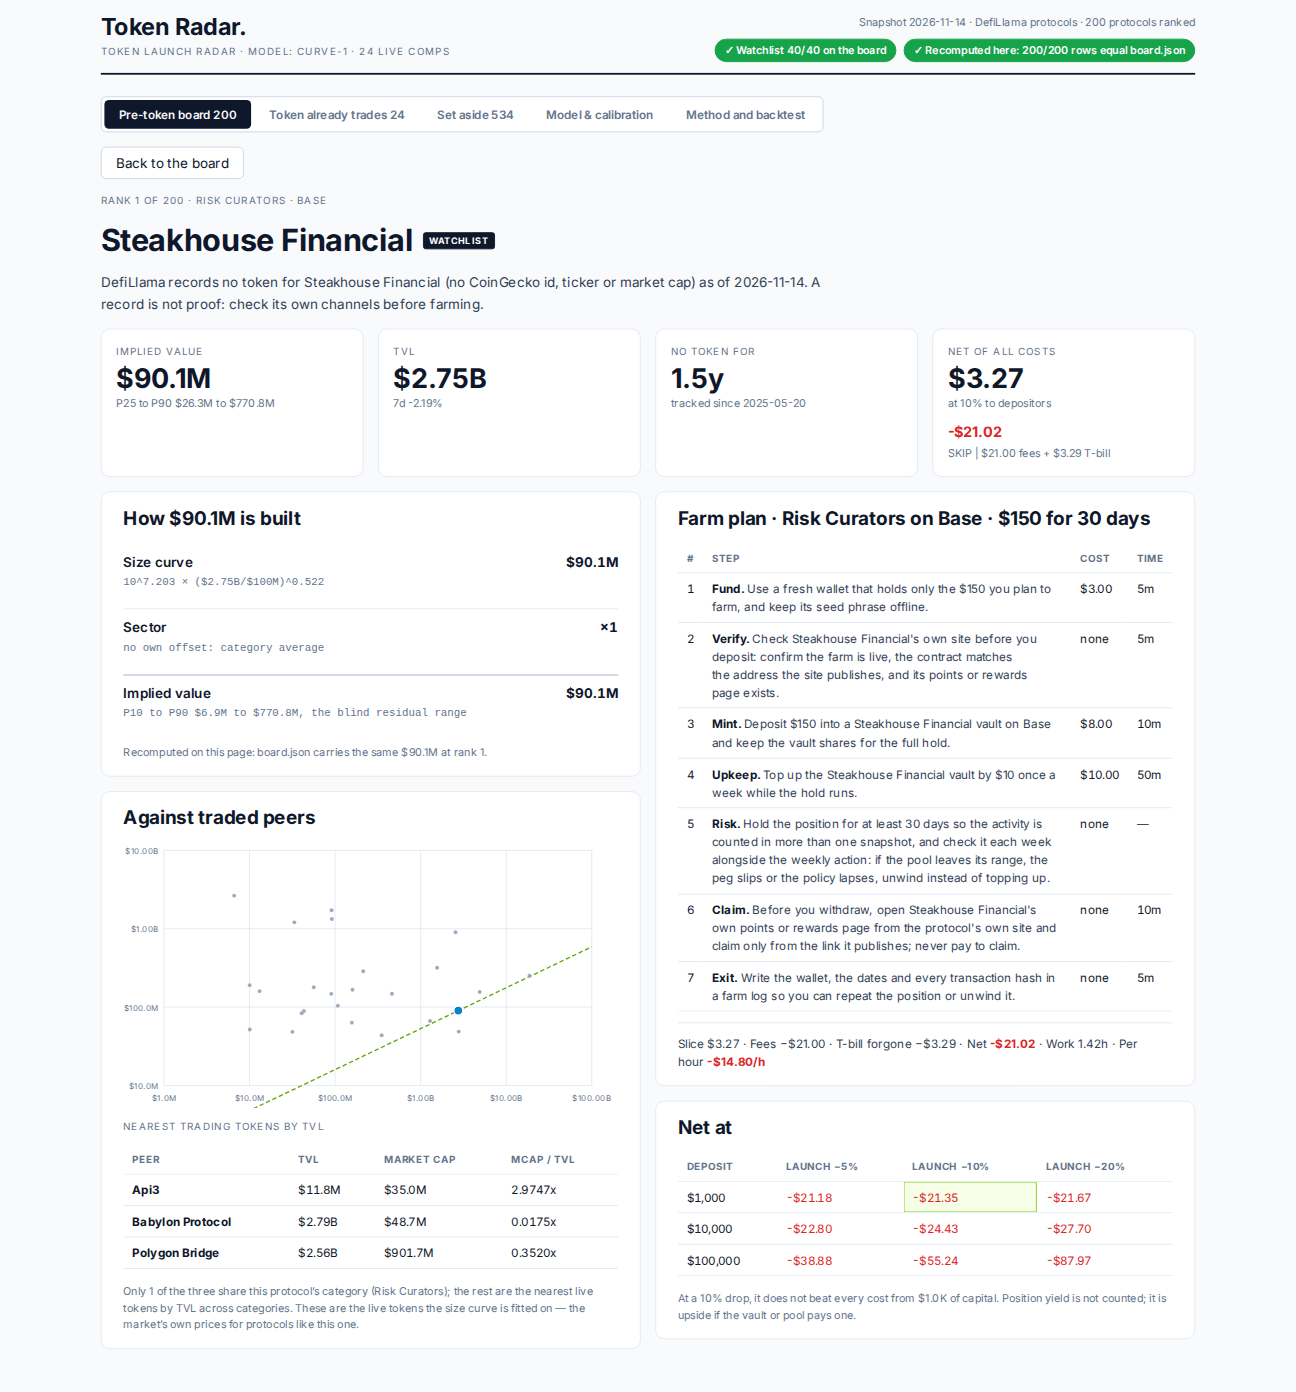 Token Radar.
TOKEN LAUNCH RADAR · MODEL: CURVE-1 · 24 LIVE COMPS
Snapshot 2026-11-14 · DefiLlama protocols · 200 protocols ranked
✓ Watchlist 40/40 on the board
✓ Recomputed here: 200/200 rows equal board.json
Pre-token board 200
Token already trades 24
Set aside 534
Model & calibration
Method and backtest
Back to the board
RANK 1 OF 200 · RISK CURATORS · BASE
Steakhouse Financial WATCHLIST
DefiLlama records no token for Steakhouse Financial (no CoinGecko id, ticker or market cap) as of 2026-11-14. A
record is not proof: check its own channels before farming.
IMPLIED VALUE
$90.1M
P25 to P90 $26.3M to $770.8M
TVL
$2.75B
7d -2.19%
NO TOKEN FOR
1.5y
tracked since 2025-05-20
NET OF ALL COSTS
$3.27
at 10% to depositors
-$21.02
SKIP | $21.00 fees + $3.29 T-bill
How $90.1M is built
Size curve $90.1M
10^7.203 × ($2.75B/$100M)^0.522
Sector ×1
no own offset: category average
Implied value $90.1M
P10 to P90 $6.9M to $770.8M, the blind residual range
Recomputed on this page: board.json carries the same $90.1M at rank 1.
Against traded peers
$10.00B
$1.00B
$100.0M
$10.0M
$1.0M $10.0M $100.0M $1.00B $10.00B $100.00B
NEAREST TRADING TOKENS BY TVL
PEER TVL MARKET CAP MCAP / TVL
Api3 $11.8M $35.0M 2.9747x
Babylon Protocol $2.79B $48.7M 0.0175x
Polygon Bridge $2.56B $901.7M 0.3520x
Only 1 of the three share this protocol's category (Risk Curators); the rest are the nearest live
tokens by TVL across categories. These are the live tokens the size curve is fitted on — the
market's own prices for protocols like this one.
Farm plan · Risk Curators on Base · $150 for 30 days
# STEP COST TIME
1 Fund. Use a fresh wallet that holds only the $150 you plan to $3.00 5m
farm, and keep its seed phrase offline.
2 Verify. Check Steakhouse Financial's own site before you none 5m
deposit: confirm the farm is live, the contract matches
the address the site publishes, and its points or rewards
page exists.
3 Mint. Deposit $150 into a Steakhouse Financial vault on Base $8.00 10m
and keep the vault shares for the full hold.
4 Upkeep. Top up the Steakhouse Financial vault by $10 once a $10.00 50m
week while the hold runs.
5 Risk. Hold the position for at least 30 days so the activity is none —
counted in more than one snapshot, and check it each week
alongside the weekly action: if the pool leaves its range, the
peg slips or the policy lapses, unwind instead of topping up.
6 Claim. Before you withdraw, open Steakhouse Financial's none 10m
own points or rewards page from the protocol's own site and
claim only from the link it publishes; never pay to claim.
7 Exit. Write the wallet, the dates and every transaction hash in none 5m
a farm log so you can repeat the position or unwind it.
Slice $3.27 · Fees −$21.00 · T-bill forgone −$3.29 · Net -$21.02 · Work 1.42h · Per
hour -$14.80/h
Net at
DEPOSIT LAUNCH −5% LAUNCH −10% LAUNCH −20%
$1,000 -$21.18 -$21.35 -$21.67
$10,000 -$22.80 -$24.43 -$27.70
$100,000 -$38.88 -$55.24 -$87.97
At a 10% drop, it does not beat every cost from $1.0K of capital. Position yield is not counted; it is
upside if the vault or pool pays one.